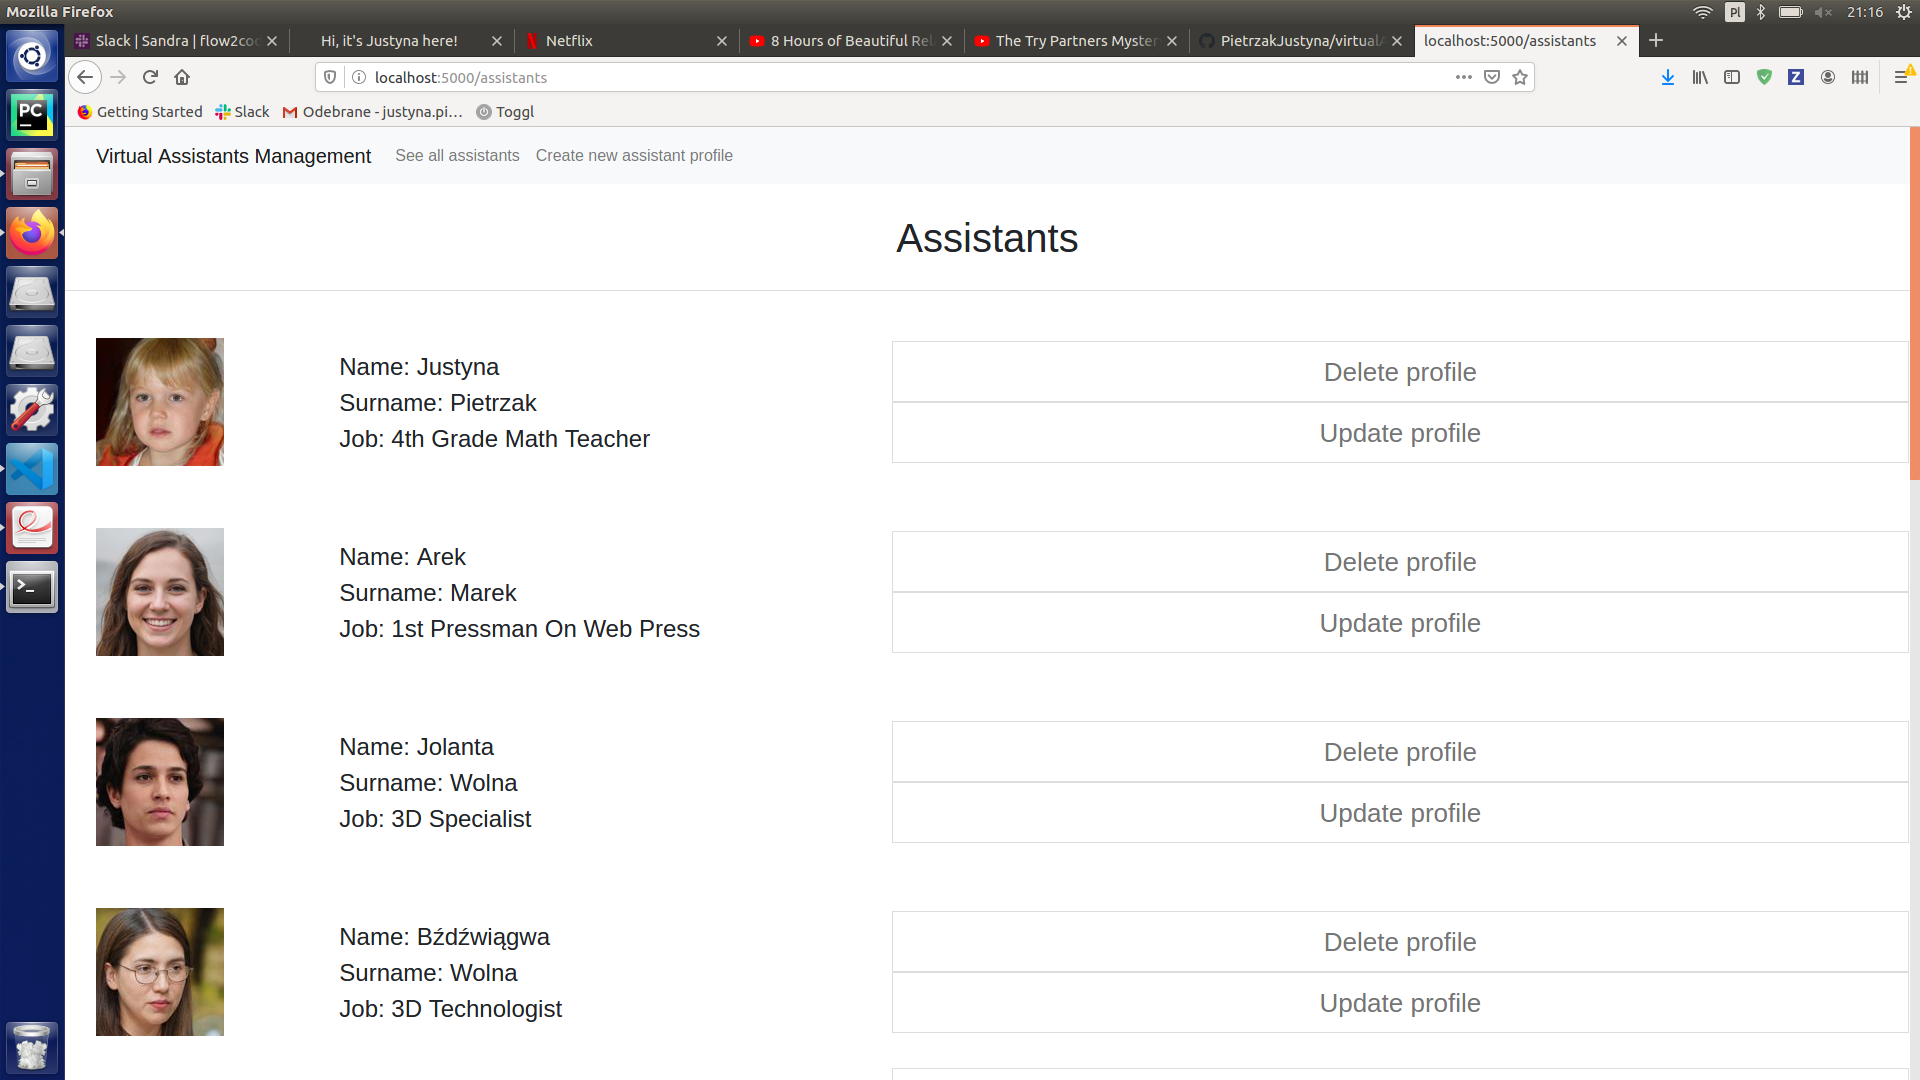 Mozilla Firefox
Pl
21:16
Slack | Sandra | flow2cod
Hi, it's Justyna here!
Netflix
8 Hours of Beautiful Rel
The Try Partners Myster
PietrzakJustyna/virtualA
localhost:5000/assistants
localhost:5000/assistants
Getting Started
Slack
Odebrane - justyna.pi...
Toggl
Virtual Assistants Management
See all assistants
Create new assistant profile
Assistants
Name: Justyna
Surname: Pietrzak
Job: 4th Grade Math Teacher
Delete profile
Update profile
Name: Arek
Surname: Marek
Job: 1st Pressman On Web Press
Delete profile
Update profile
Name: Jolanta
Surname: Wolna
Job: 3D Specialist
Delete profile
Update profile
Name: Bździwiągwa
Surname: Wolna
Job: 3D Technologist
Delete profile
Update profile
PC
Z